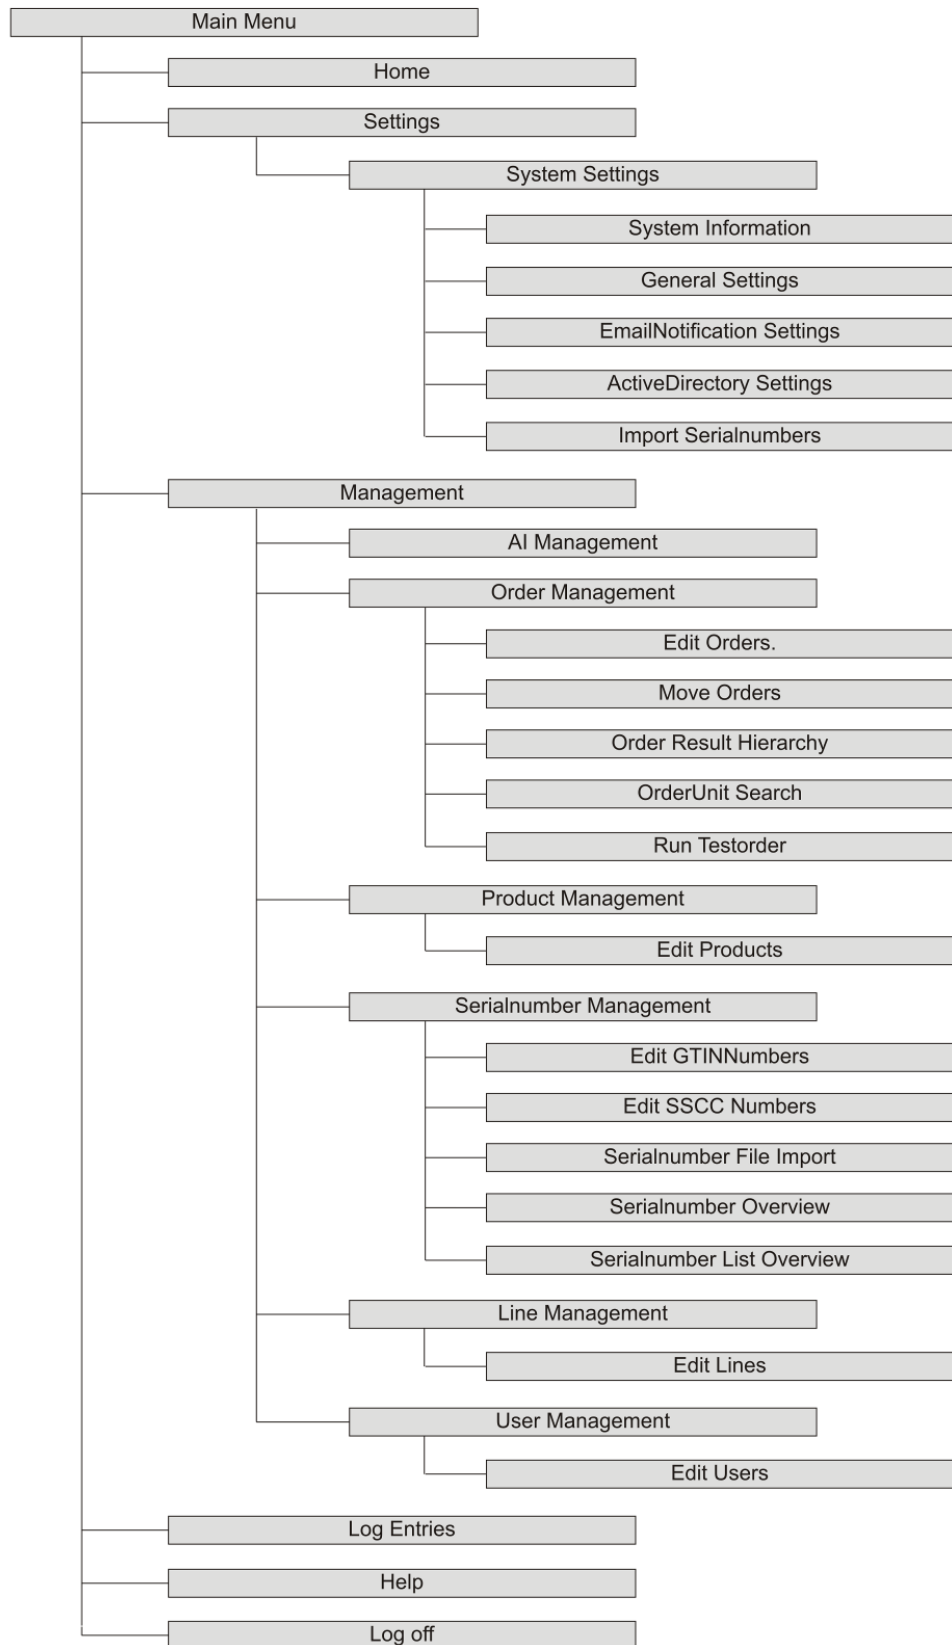 Main Menu
Home
Settings
System Settings
System Information
General Settings
EmailNotification Settings
ActiveDirectory Settings
Import Serialnumbers
Management
AI Management
Order Management
Edit Orders.
Move Orders
Order Result Hierarchy
OrderUnit Search
Run Testorder
Product Management
Edit Products
Serialnumber Management
Edit GTINNumbers
Edit SSCC Numbers
Serialnumber File Import
Serialnumber Overview
Serialnumber List Overview
Line Management
Edit Lines
User Management
Edit Users
Log Entries
Help
Log off